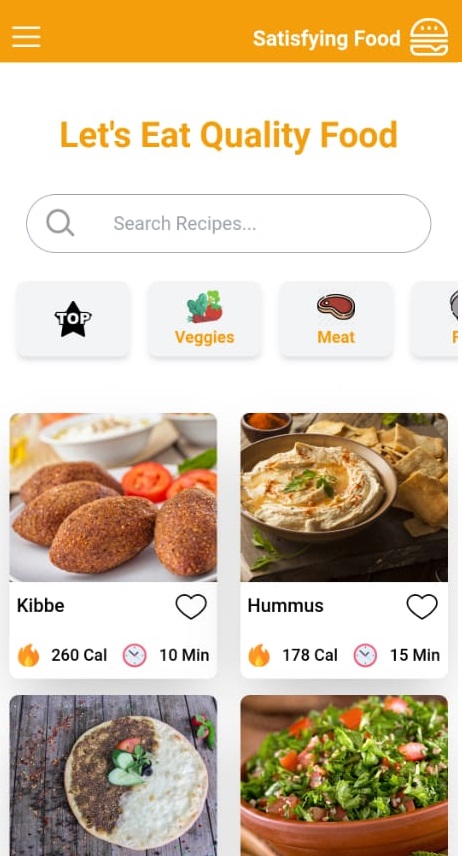 Satisfying Food
Let's Eat Quality Food
Search Recipes...
TOP
Veggies
Meat
F
Kibbe
Hummus
260 Cal
10 Min
178 Cal
15 Min